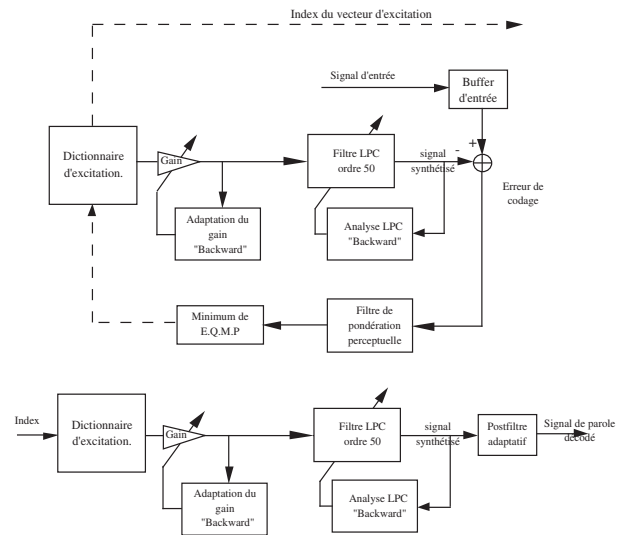 Index du vecteur d'excitation
Signal d'entrée
Buffer
d'entrée
Dictionnaire
d'excitation.
Gain
Filtre LPC
ordre 50
signal
synthétisé
-
+
Erreur de
codage
Adaptation du
gain
"Backward"
Analyse LPC
"Backward"
Minimum de
E.Q.M.P
Filtre de
pondération
perceptuelle
Index
Dictionnaire
d'excitation.
Gain
Filtre LPC
ordre 50
signal
synthétisé
Postfiltre
adaptatif
Signal de parole
décodé
Adaptation du
gain
"Backward"
Analyse LPC
"Backward"